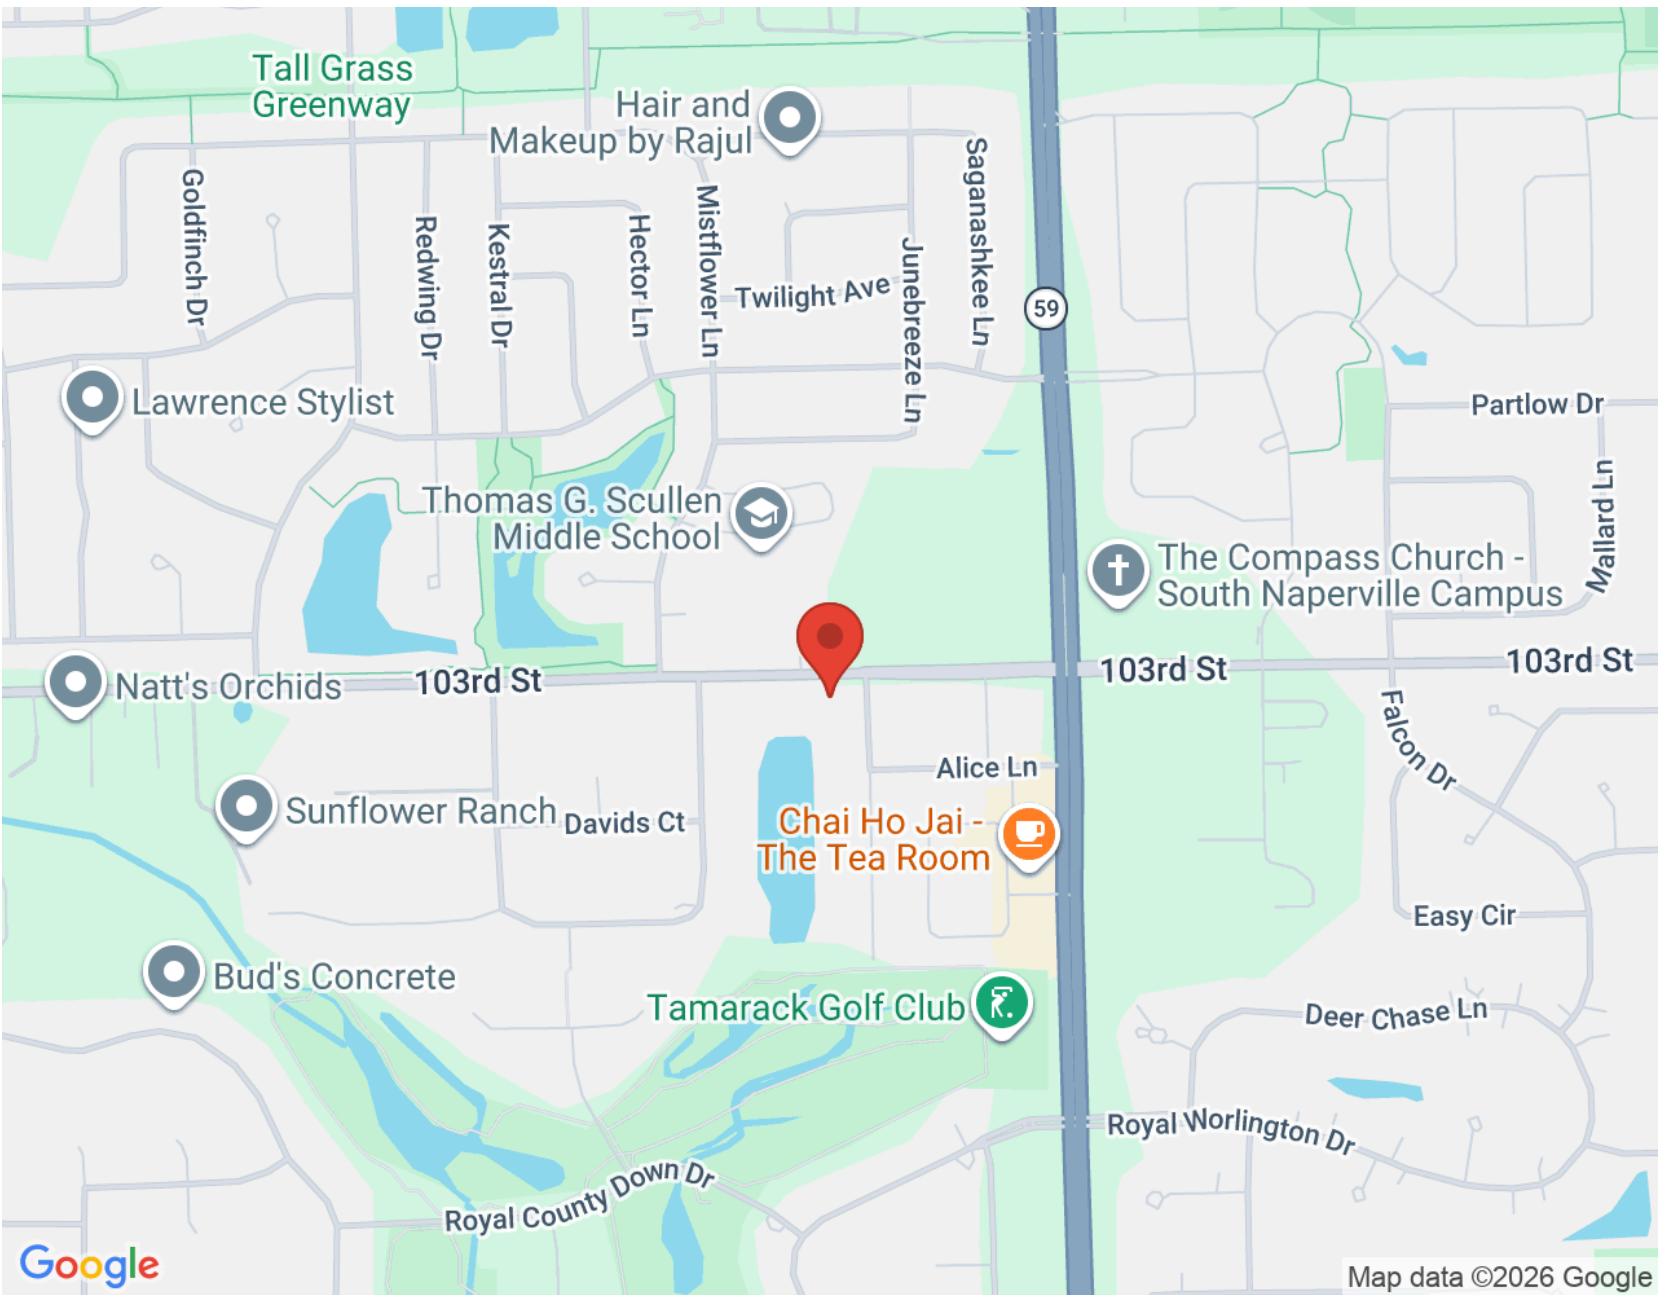 Tall Grass
Greenway
Hair and
Makeup by Rajul
Goldfinch Dr
Redwing Dr
Kestral Dr
Hector Ln
Mistflower Ln
Twilight Ave
Junebreeze Ln
Saganashkee Ln
59
Lawrence Stylist
Partlow Dr
Mallard Ln
Thomas G. Scullen
Middle School
The Compass Church -
South Naperville Campus
Natt's Orchids
103rd St
103rd St
103rd St
Falcon Dr
Alice Ln
Sunflower Ranch
Davids Ct
Chai Ho Jai -
The Tea Room
Easy Cir
Bud's Concrete
Tamarack Golf Club
Deer Chase Ln
Royal Worlington Dr
Royal County Down Dr
Google
Map data ©2026 Google